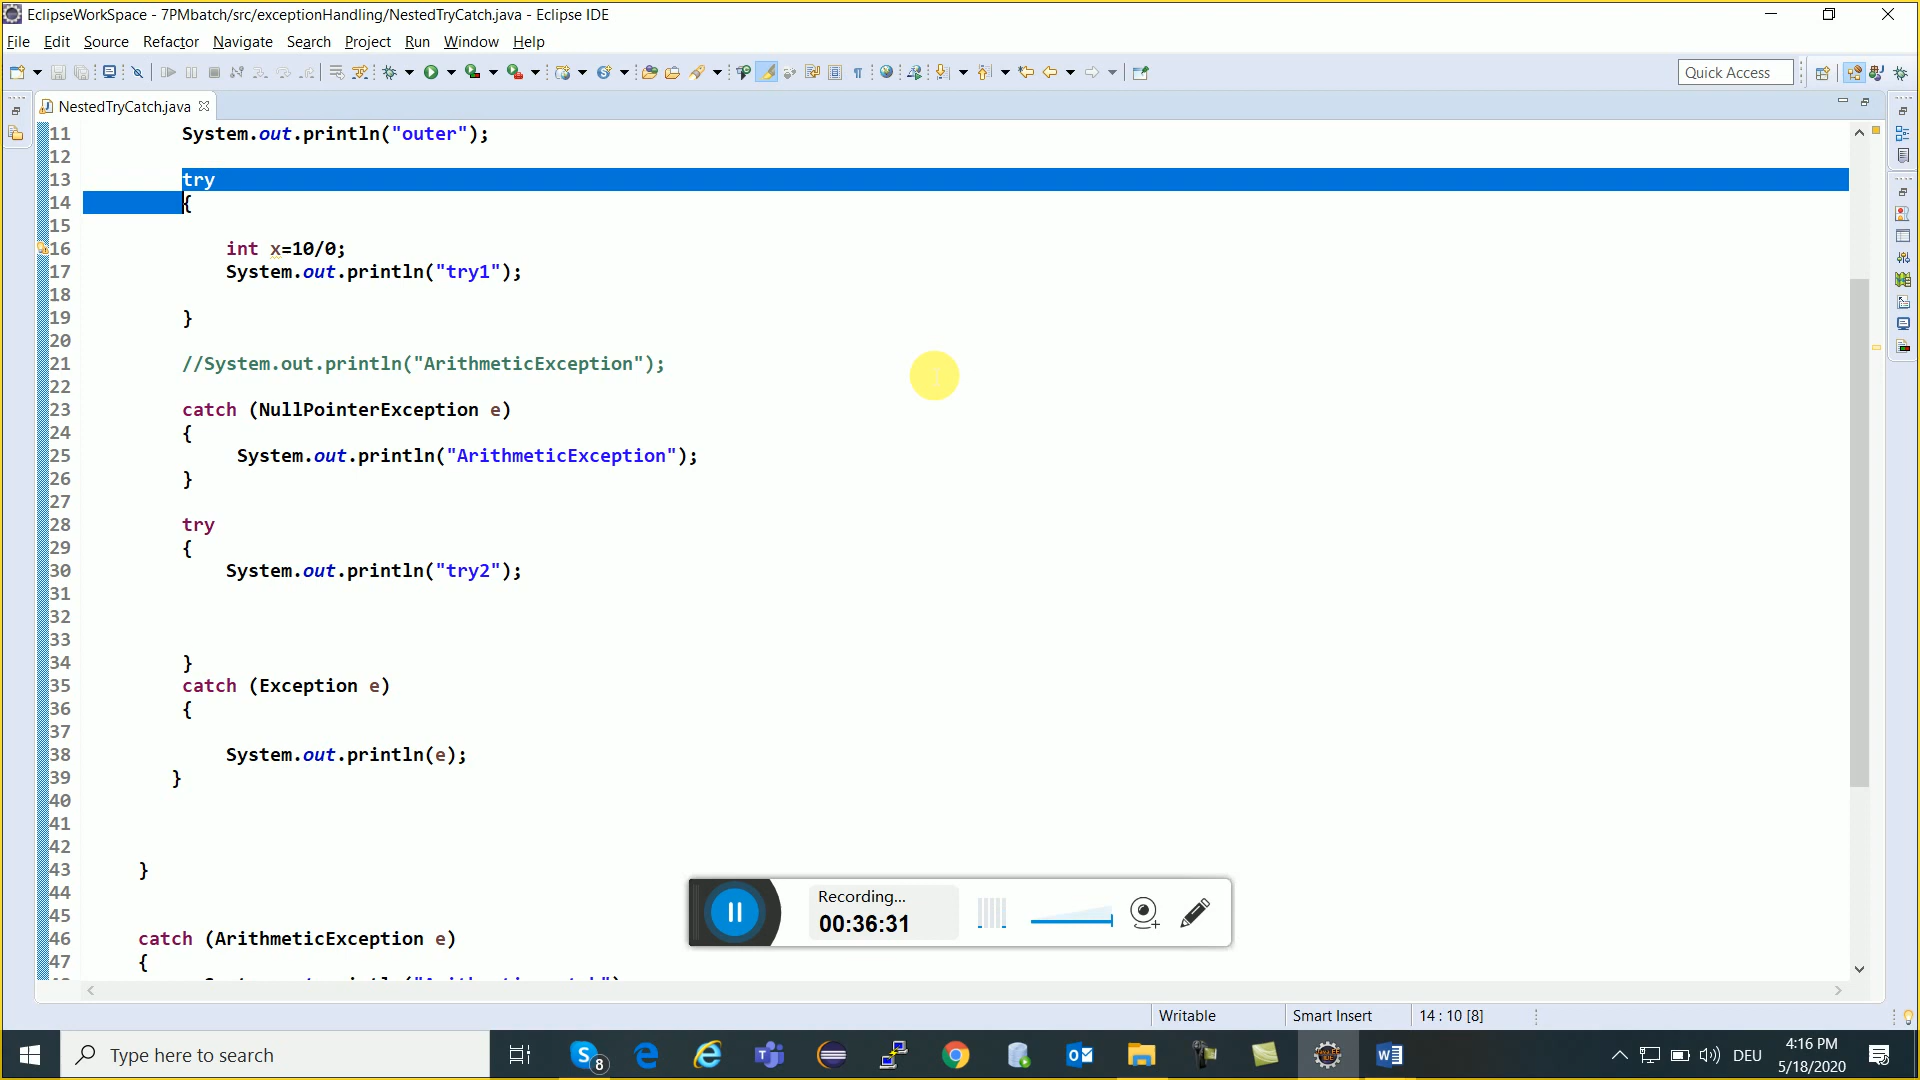 EclipseWorkSpace - 7PMbatch/src/exceptionHandling/NestedTryCatch.java - Eclipse IDE
File Edit Source Refactor Navigate Search Project Run Window Help
Quick Access
NestedTryCatch.java
11 System.out.println("outer");
12
13 try
14 {
15
16 int x=10/0;
17 System.out.println("try1");
18
19 }
20
21 //System.out.println("ArithmeticException");
22
23 catch (NullPointerException e)
24 {
25 System.out.println("ArithmeticException");
26 }
27
28 try
29 {
30 System.out.println("try2");
31
32
33
34 }
35 catch (Exception e)
36 {
37
38 System.out.println(e);
39 }
40
41
42
43 }
44
45
46 catch (ArithmeticException e)
47 {
Recording...
00:36:31
Writable Smart Insert 14 : 10 [8]
Type here to search
8
DEU
4:16 PM
5/18/2020